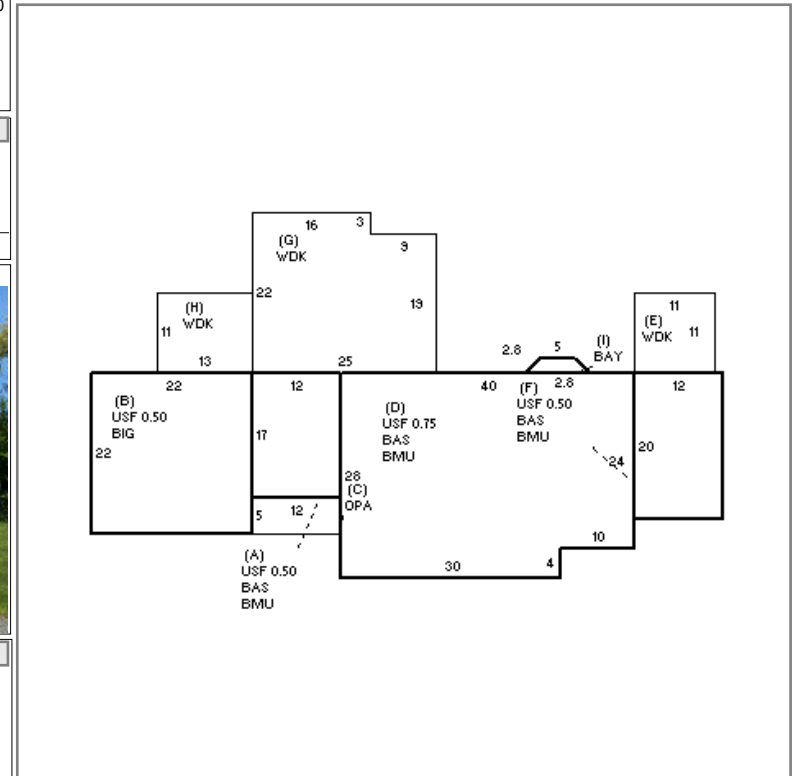 16
3
(G)
WDK
9
22
19
(H)
WDK
11
13
25
11
(E)
WDK
11
2.8
5
(I)
BAY
22
(B)
USF 0.50
BIG
22
12
17
40
(D)
USF 0.75
BAS
BMU
2.8
(F)
USF 0.50
BAS
BMU
12
20
24
28
(C)
OPA
5
12
10
30
4
(A)
USF 0.50
BAS
BMU